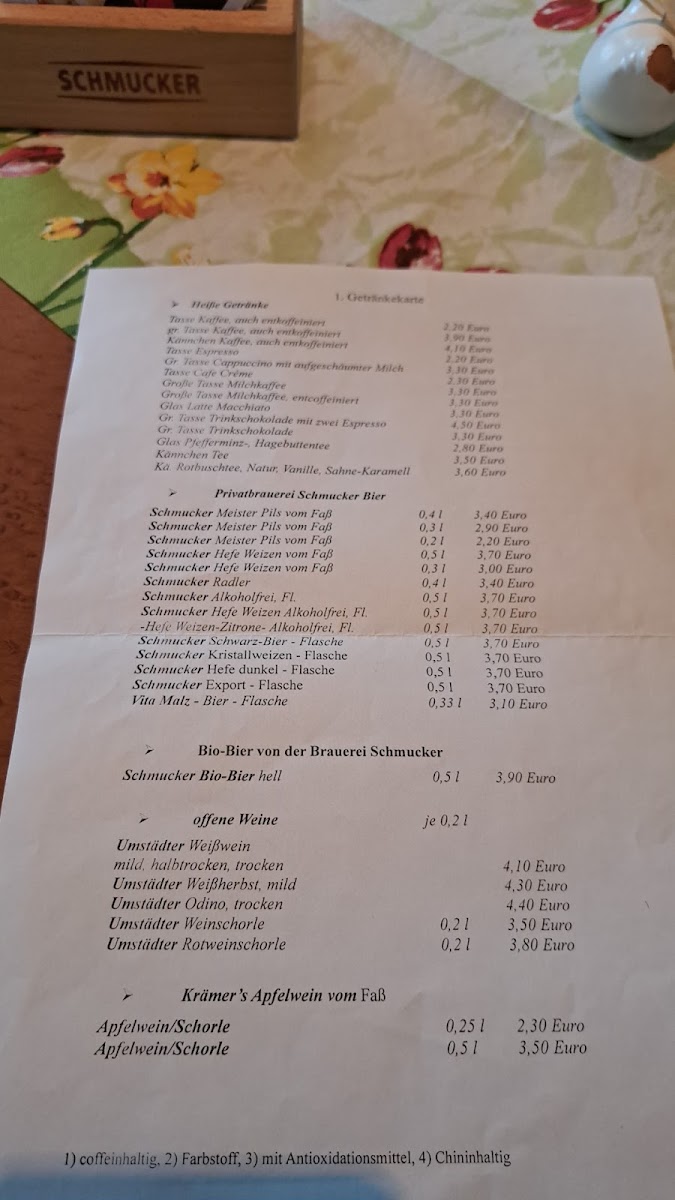 SCHMUCKER
1. Getränkekarte
➢ Heiße Getränke
Tasse Kaffee, auch entkoffeiniert 2,20 Euro
gr. Tasse Kaffee, auch entkoffeiniert 3,90 Euro
Kännchen Kaffee, auch entkoffeiniert 4,10 Euro
Tasse Espresso 2,20 Euro
Gr. Tasse Cappuccino mit aufgeschäumter Milch 3,30 Euro
Tasse Cafe Crème 2,30 Euro
Große Tasse Milchkaffee 3,30 Euro
Große Tasse Milchkaffee, entcoffeiniert 3,30 Euro
Glas Latte Macchiato 3,30 Euro
Gr. Tasse Trinkschokolade mit zwei Espresso 4,50 Euro
Gr. Tasse Trinkschokolade 3,30 Euro
Glas Pfefferminz-, Hagebuttentee 2,80 Euro
Kännchen Tee 3,50 Euro
Kä. Rotbuschtee, Natur, Vanille, Sahne-Karamell 3,60 Euro
➢ Privatbrauerei Schmucker Bier
Schmucker Meister Pils vom Faß 0,4 l 3,40 Euro
Schmucker Meister Pils vom Faß 0,3 l 2,90 Euro
Schmucker Meister Pils vom Faß 0,2 l 2,20 Euro
Schmucker Hefe Weizen vom Faß 0,5 l 3,70 Euro
Schmucker Hefe Weizen vom Faß 0,3 l 3,00 Euro
Schmucker Radler 0,4 l 3,40 Euro
Schmucker Alkoholfrei, Fl. 0,5 l 3,70 Euro
Schmucker Hefe Weizen Alkoholfrei, Fl. 0,5 l 3,70 Euro
-Hefe Weizen-Zitrone- Alkoholfrei, Fl. 0,5 l 3,70 Euro
Schmucker Schwarz-Bier - Flasche 0,5 l 3,70 Euro
Schmucker Kristallweizen - Flasche 0,5 l 3,70 Euro
Schmucker Hefe dunkel - Flasche 0,5 l 3,70 Euro
Schmucker Export - Flasche 0,5 l 3,70 Euro
Vita Malz - Bier - Flasche 0,33 l 3,10 Euro
➢ Bio-Bier von der Brauerei Schmucker
Schmucker Bio-Bier hell 0,5 l 3,90 Euro
➢ offene Weine je 0,2 l
Umstädter Weißwein
mild, halbtrocken, trocken 4,10 Euro
Umstädter Weißherbst, mild 4,30 Euro
Umstädter Odino, trocken 4,40 Euro
Umstädter Weinschorle 0,2 l 3,50 Euro
Umstädter Rotweinschorle 0,2 l 3,80 Euro
➢ Krämer's Apfelwein vom Faß
Apfelwein/Schorle 0,25 l 2,30 Euro
Apfelwein/Schorle 0,5 l 3,50 Euro
1) coffeinhaltig, 2) Farbstoff, 3) mit Antioxidationsmittel, 4) Chininhaltig